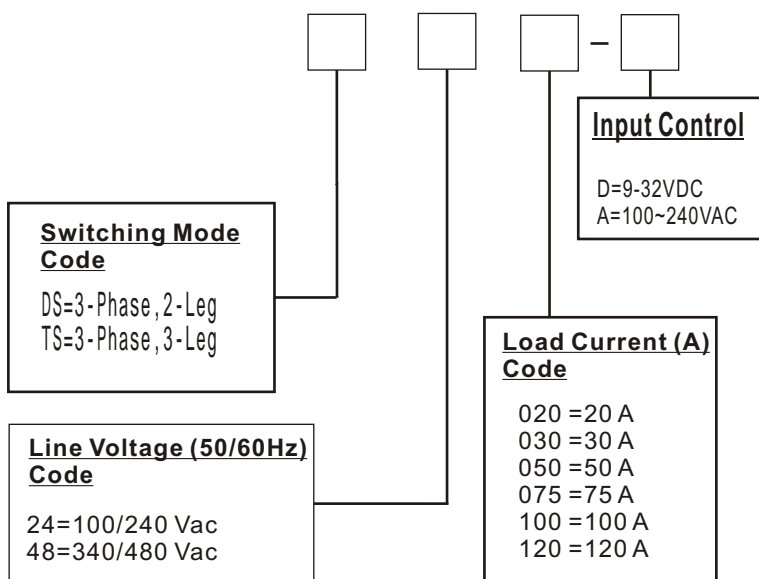 –
Input Control
D=9-32VDC
A=100~240VAC
Switching Mode
Code
DS=3-Phase,2-Leg
TS=3-Phase,3-Leg
Load Current (A)
Code
020 =20 A
030 =30 A
050 =50 A
075 =75 A
100 =100 A
120 =120 A
Line Voltage (50/60Hz)
Code
24=100/240 Vac
48=340/480 Vac